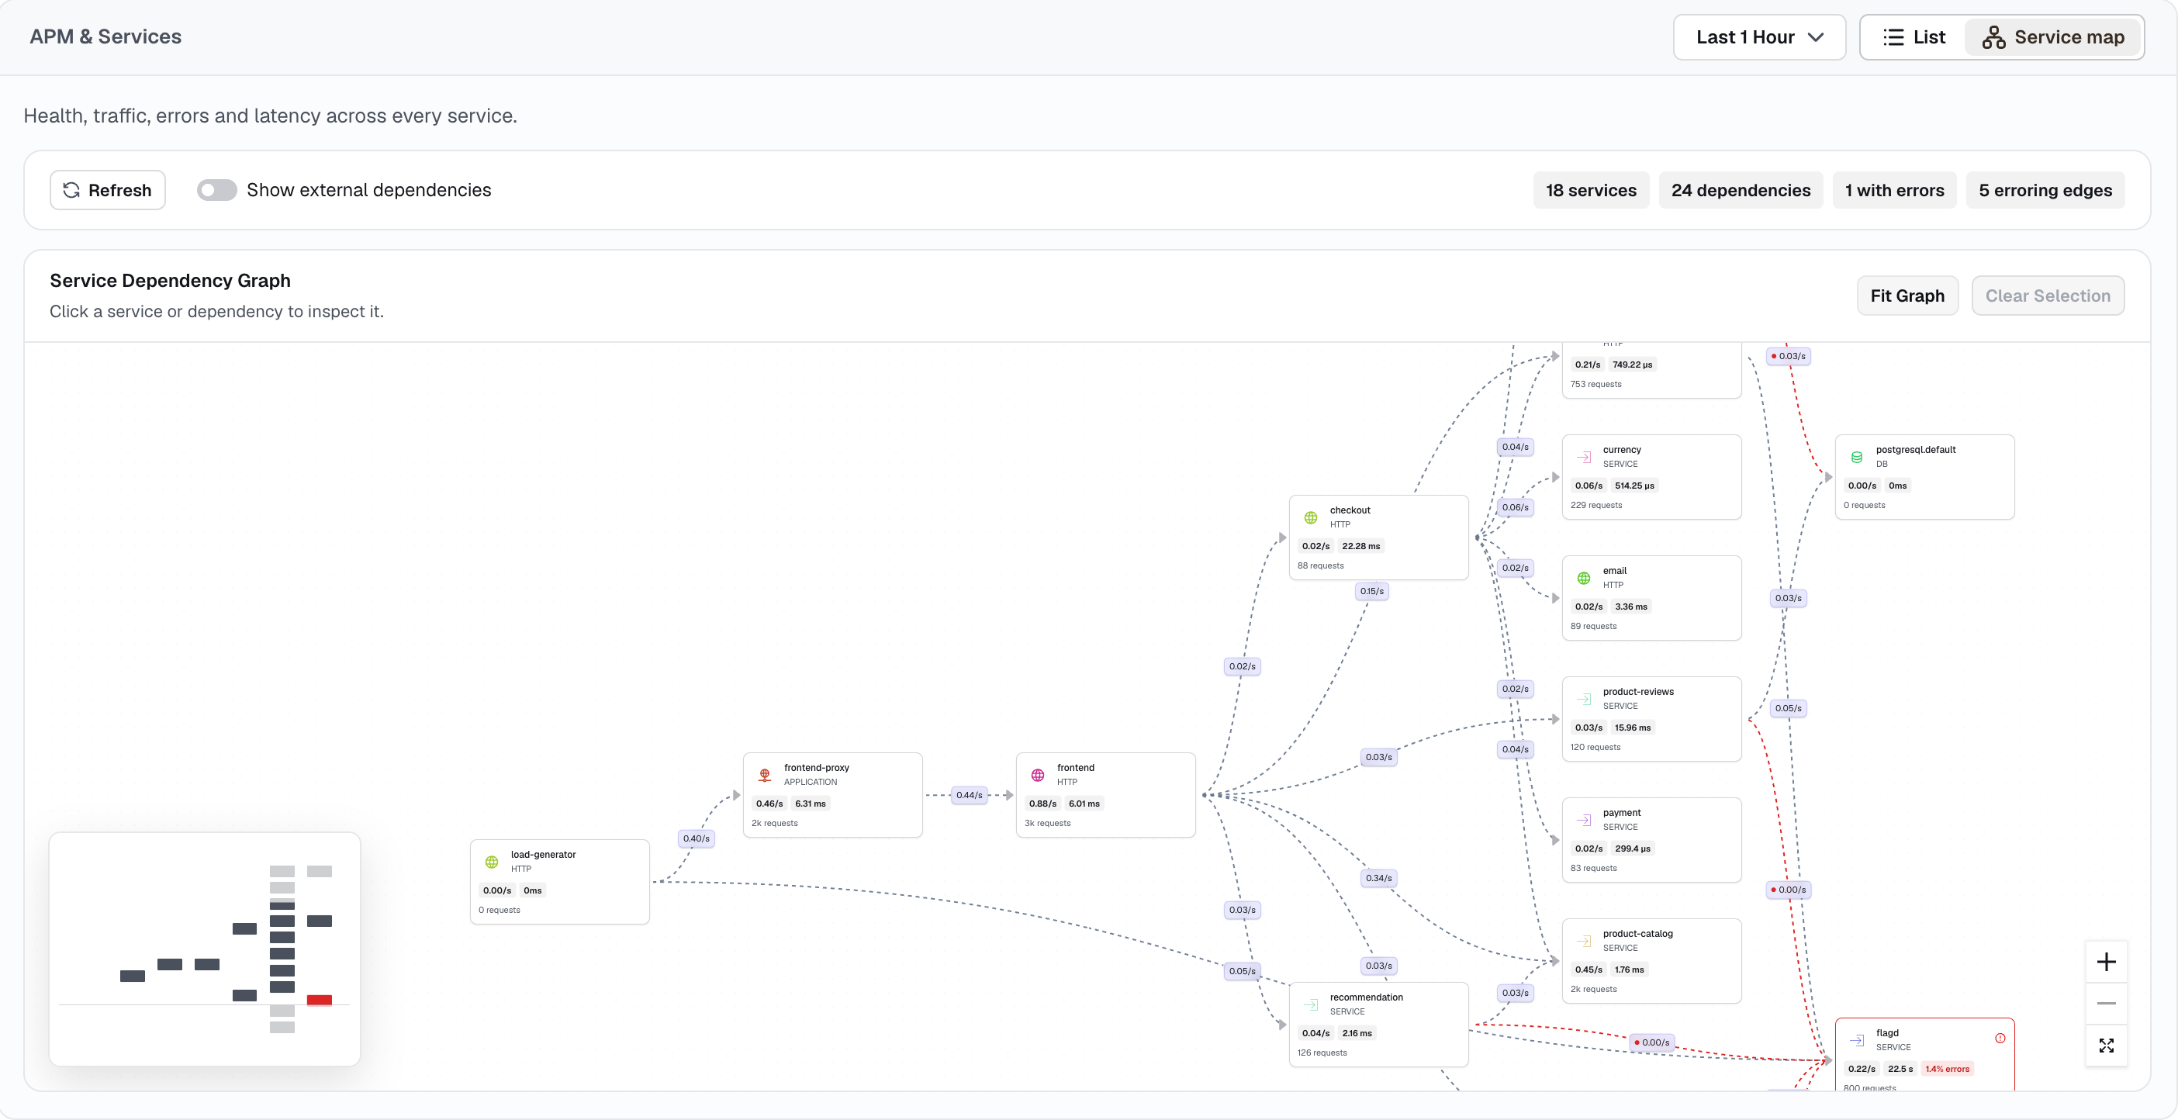 APM & Services
Last 1 Hour
List
Service map
Health, traffic, errors and latency across every service.
Refresh
Show external dependencies
18 services
24 dependencies
1 with errors
5 erroring edges
Service Dependency Graph
Click a service or dependency to inspect it.
Fit Graph
Clear Selection
HTTP
0.21/s 749.22 µs
753 requests
0.03/s
0.04/s
currency
SERVICE
0.06/s 514.25 µs
229 requests
postgresql.default
DB
0.00/s 0ms
0 requests
checkout
HTTP
0.02/s 22.28 ms
88 requests
0.06/s
0.02/s
email
HTTP
0.02/s 3.36 ms
89 requests
0.15/s
0.03/s
0.02/s
0.02/s
product-reviews
SERVICE
0.03/s 15.96 ms
120 requests
0.05/s
0.03/s
0.04/s
frontend-proxy
APPLICATION
0.46/s 6.31 ms
2k requests
0.44/s
frontend
HTTP
0.88/s 6.01 ms
3k requests
payment
SERVICE
0.02/s 299.4 µs
83 requests
0.40/s
load-generator
HTTP
0.00/s 0ms
0 requests
0.34/s
0.00/s
0.03/s
product-catalog
SERVICE
0.45/s 1.76 ms
2k requests
0.05/s
0.03/s
0.03/s
recommendation
SERVICE
0.04/s 2.16 ms
126 requests
0.00/s
flagd
SERVICE
0.22/s 22.5 s 1.4% errors
800 requests